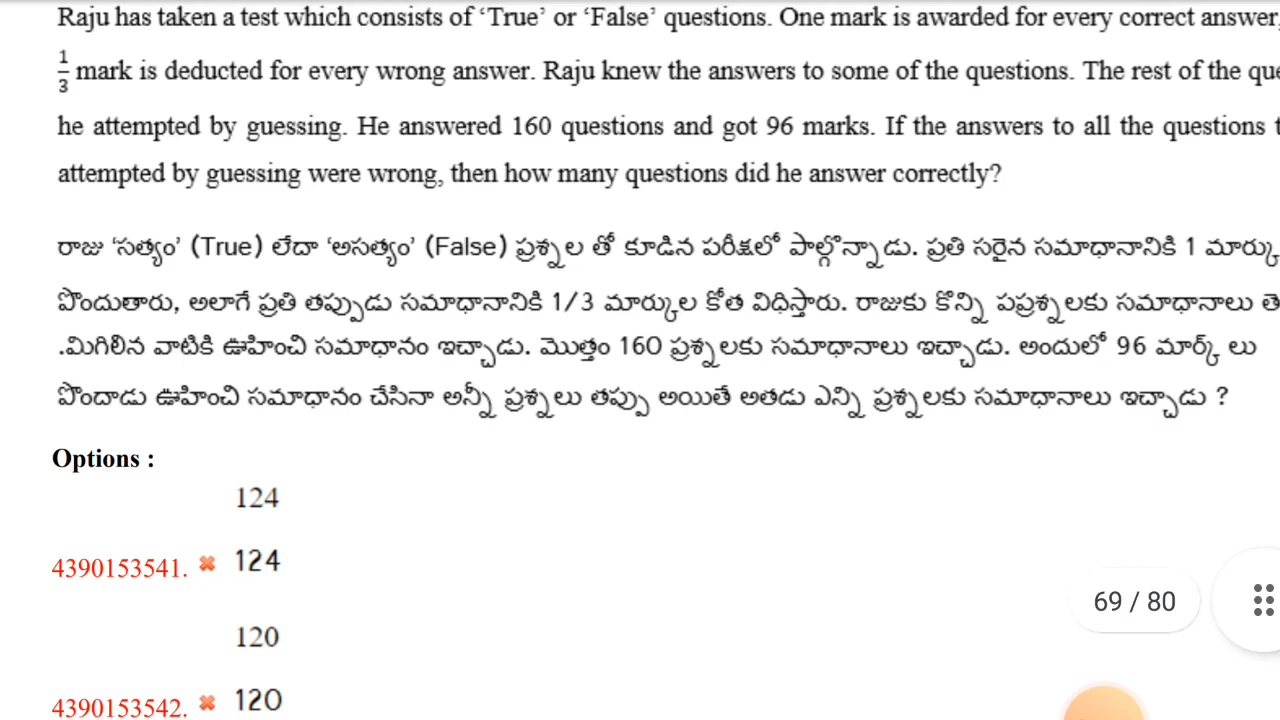 Raju has taken a test which consists of ‘True’ or ‘False’ questions. One mark is awarded for every correct answer,
1/3 mark is deducted for every wrong answer. Raju knew the answers to some of the questions. The rest of the
he attempted by guessing. He answered 160 questions and got 96 marks. If the answers to all the questions
attempted by guessing were wrong, then how many questions did he answer correctly?
రాజు ‘సత్యం’ (True) లేదా ‘అసత్యం’ (False) ప్రశ్నల తో కూడిన పరీక్షలో పాల్గొన్నాడు. ప్రతి సరైన సమాధానానికి 1 మార్కు
పొందుతారు, అలాగే ప్రతి తప్పుడు సమాధానానికి 1/3 మార్కుల కోత విధిస్తారు. రాజుకు కొన్ని పప్రశ్నలకు సమాధానాలు
.మిగిలిన వాటికి ఊహించి సమాధానం ఇచ్చాడు. మొత్తం 160 ప్రశ్నలకు సమాధానాలు ఇచ్చాడు. అందులో 96 మార్క్ లు
పొందాడు ఊహించి సమాధానం చేసినా అన్నీ ప్రశ్నలు తప్పు అయితే అతడు ఎన్ని ప్రశ్నలకు సమాధానాలు ఇచ్చాడు ?
Options :
124
4390153541. ✖ 124
69 / 80
120
4390153542. ✖ 120